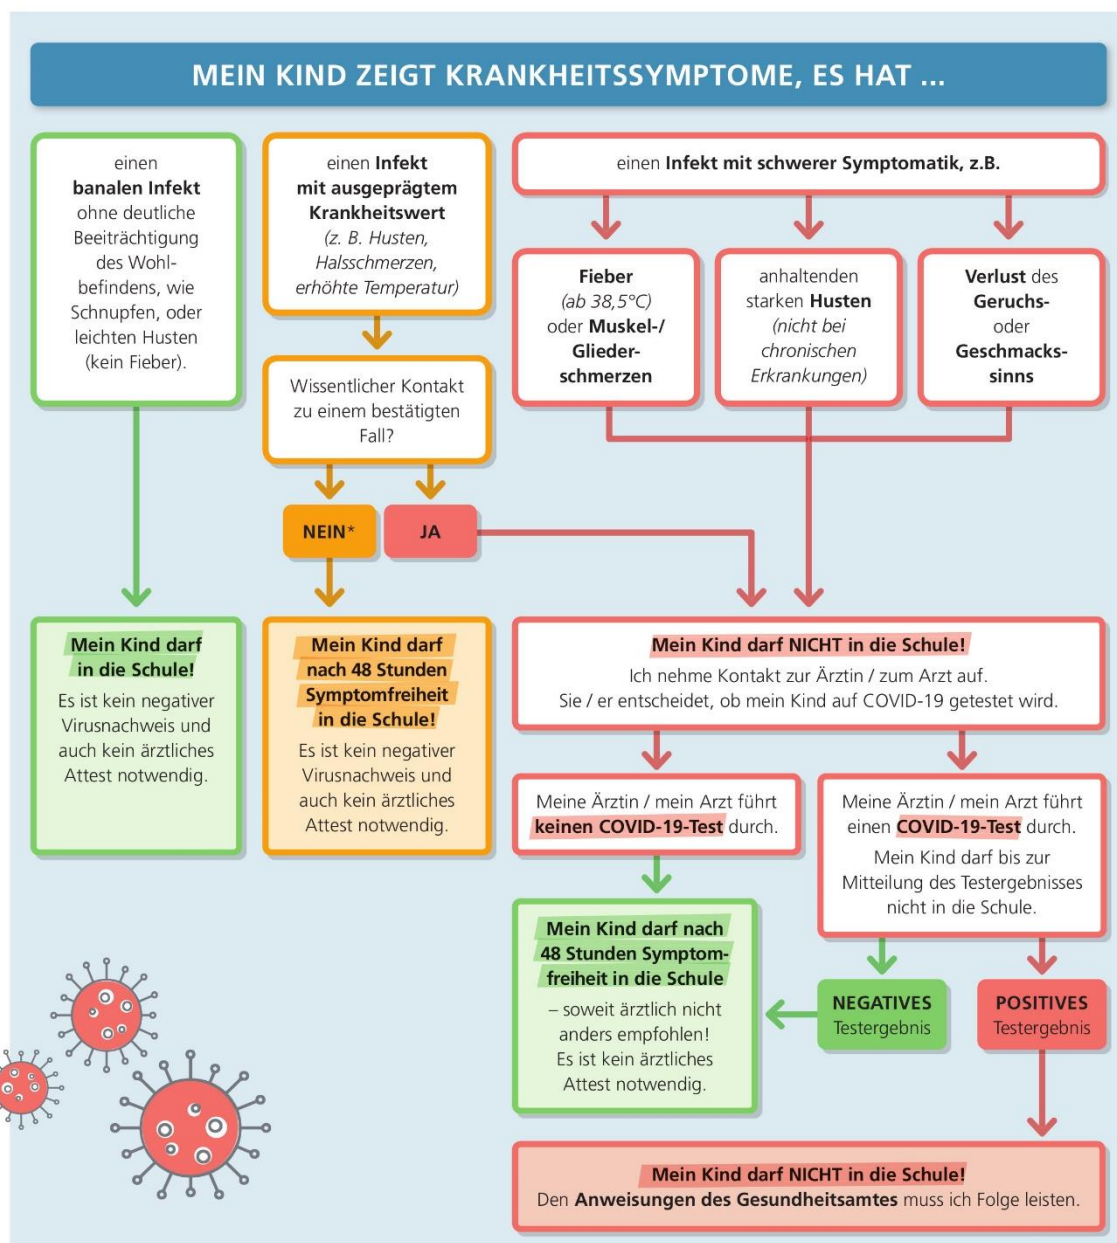 MEIN KIND ZEIGT KRANKHEITSSYMPTOME, ES HAT ...
einen
banalen Infekt
ohne deutliche
Beeiträchtigung
des Wohl-
befindens, wie
Schnupfen, oder
leichten Husten
(kein Fieber).
einen Infekt
mit ausgeprägtem
Krankheitswert
(z. B. Husten,
Halsschmerzen,
erhöhte Temperatur)
einen Infekt mit schwerer Symptomatik, z.B.
Fieber
(ab 38,5°C)
oder Muskel-/
Glieder-
schmerzen
anhaltenden
starken Husten
(nicht bei
chronischen
Erkrankungen)
Verlust des
Geruchs-
oder
Geschmacks-
sinns
Wissentlicher Kontakt
zu einem bestätigten
Fall?
NEIN*
JA
Mein Kind darf
in die Schule!
Es ist kein negativer
Virusnachweis und
auch kein ärztliches
Attest notwendig.
Mein Kind darf
nach 48 Stunden
Symptomfreiheit
in die Schule!
Es ist kein negativer
Virusnachweis und
auch kein ärztliches
Attest notwendig.
Mein Kind darf NICHT in die Schule!
Ich nehme Kontakt zur Ärztin / zum Arzt auf.
Sie / er entscheidet, ob mein Kind auf COVID-19 getestet wird.
Meine Ärztin / mein Arzt führt
keinen COVID-19-Test durch.
Meine Ärztin / mein Arzt führt
einen COVID-19-Test durch.
Mein Kind darf bis zur
Mitteilung des Testergebnisses
nicht in die Schule.
Mein Kind darf nach
48 Stunden Symptom-
freiheit in die Schule
– soweit ärztlich nicht
anders empfohlen!
Es ist kein ärztliches
Attest notwendig.
NEGATIVES
Testergebnis
POSITIVES
Testergebnis
Mein Kind darf NICHT in die Schule!
Den Anweisungen des Gesundheitsamtes muss ich Folge leisten.